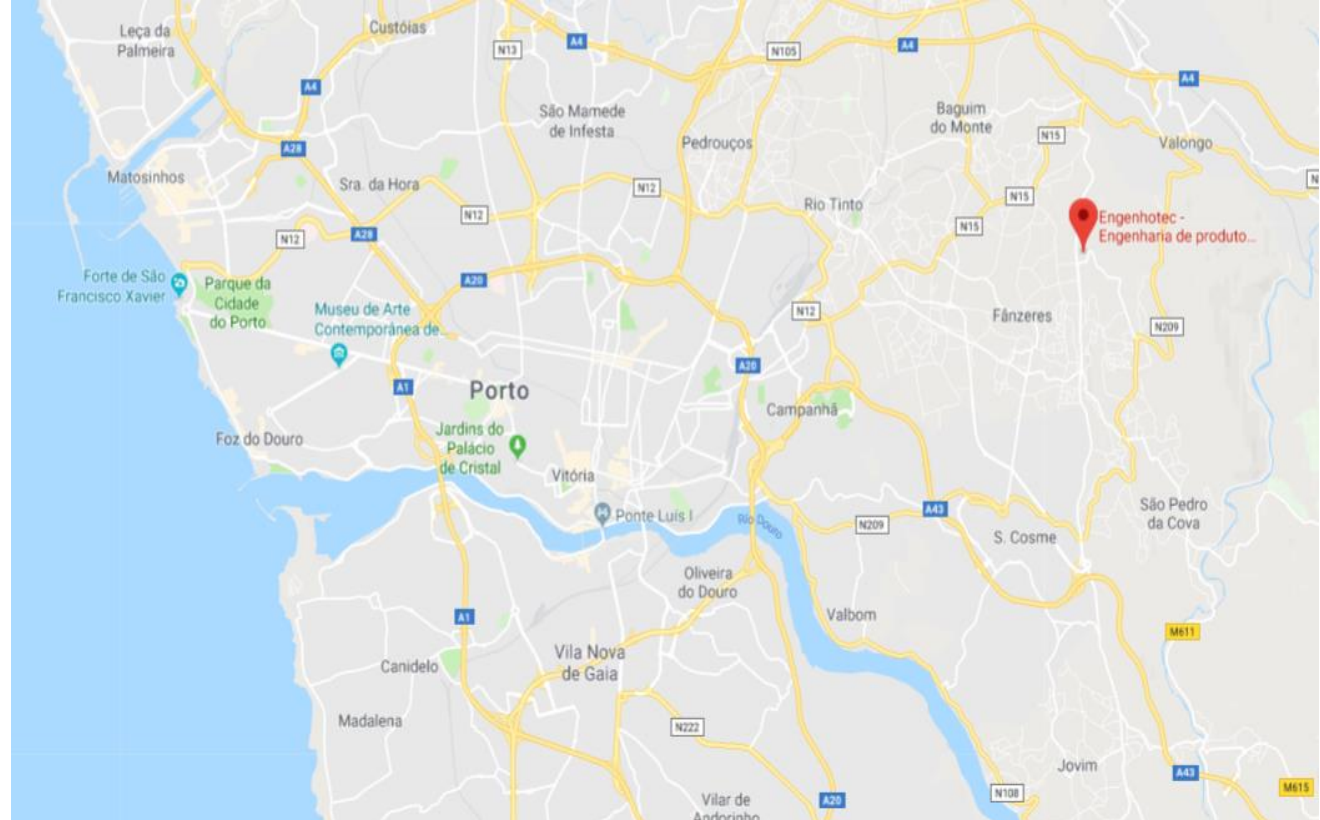 Leça da
Palmeira
Custóias
N13
A4
N105
A4
A4
A4
São Mamede
de Infesta
Baguim
do Monte
N15
Pedrouços
Valongo
A28
Matosinhos
Sra. da Hora
N12
N15
Rio Tinto
N12
N15
Engenhotec -
Engenharia de produto...
N12
A28
Forte de São
Francisco Xavier
Parque da
Cidade
do Porto
A20
Museu de Arte
Contemporânea de...
N12
Fânzeres
N209
A20
A1
Porto
Campanhã
Foz do Douro
Jardins do
Palácio
de Cristal
Vitória
Ponte Luís I
Rio Douro
N209
A43
São Pedro
da Cova
S. Cosme
Oliveira
do Douro
A1
Valbom
M611
Vila Nova
de Gaia
Canidelo
Madalena
N222
Jovim
A43
N108
M615
Vilar de
Andorinho
A20